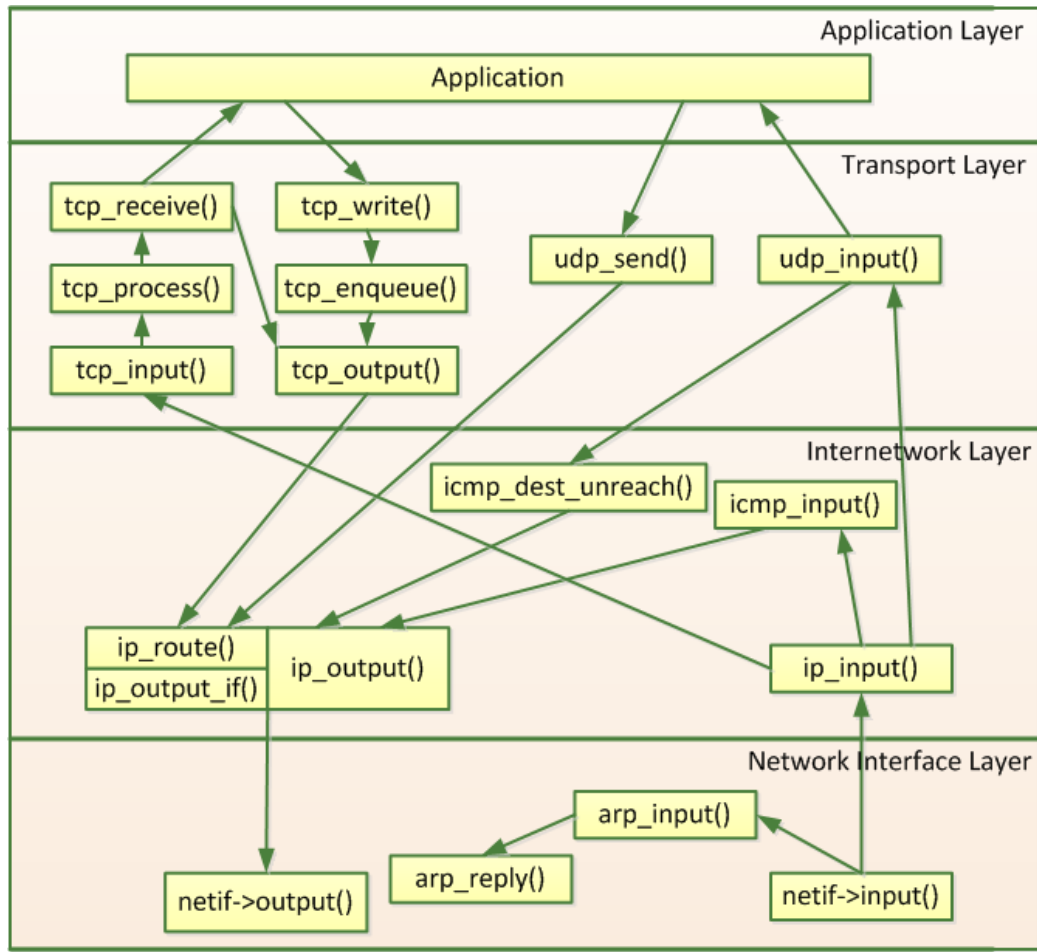 Application Layer
Application
Transport Layer
tcp_receive()
tcp_write()
udp_send()
udp_input()
tcp_process()
tcp_enqueue()
tcp_input()
tcp_output()
Internetwork Layer
icmp_dest_unreach()
icmp_input()
ip_route()
ip_output()
ip_output_if()
ip_input()
Network Interface Layer
arp_input()
arp_reply()
netif->output()
netif->input()